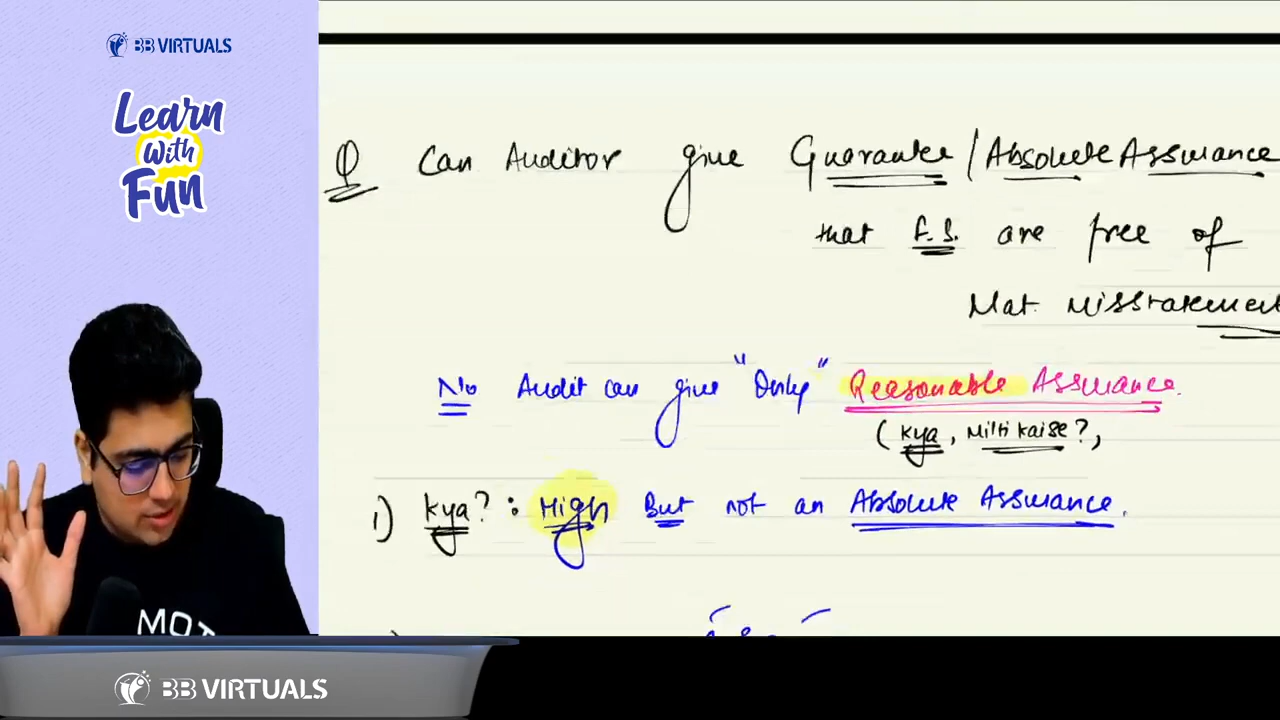 BB VIRTUALS
Learn
With
Fun
Q Can Auditor give Guarantee / Absolute Assurance
that F.S. are free of
Mat. Misstatement
No Audit can give "Only" Reasonable Assurance.
(kya, Milti kaise?,
1) kya? : High But not an Absolute Assurance.
MOT
BB VIRTUALS